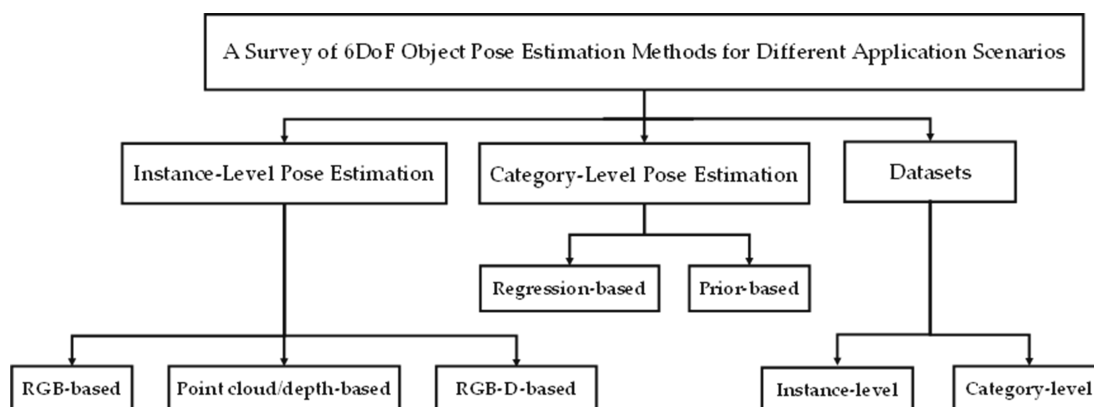 A Survey of 6DoF Object Pose Estimation Methods for Different Application Scenarios
Instance-Level Pose Estimation
Category-Level Pose Estimation
Datasets
Regression-based
Prior-based
RGB-based
Point cloud/depth-based
RGB-D-based
Instance-level
Category-level